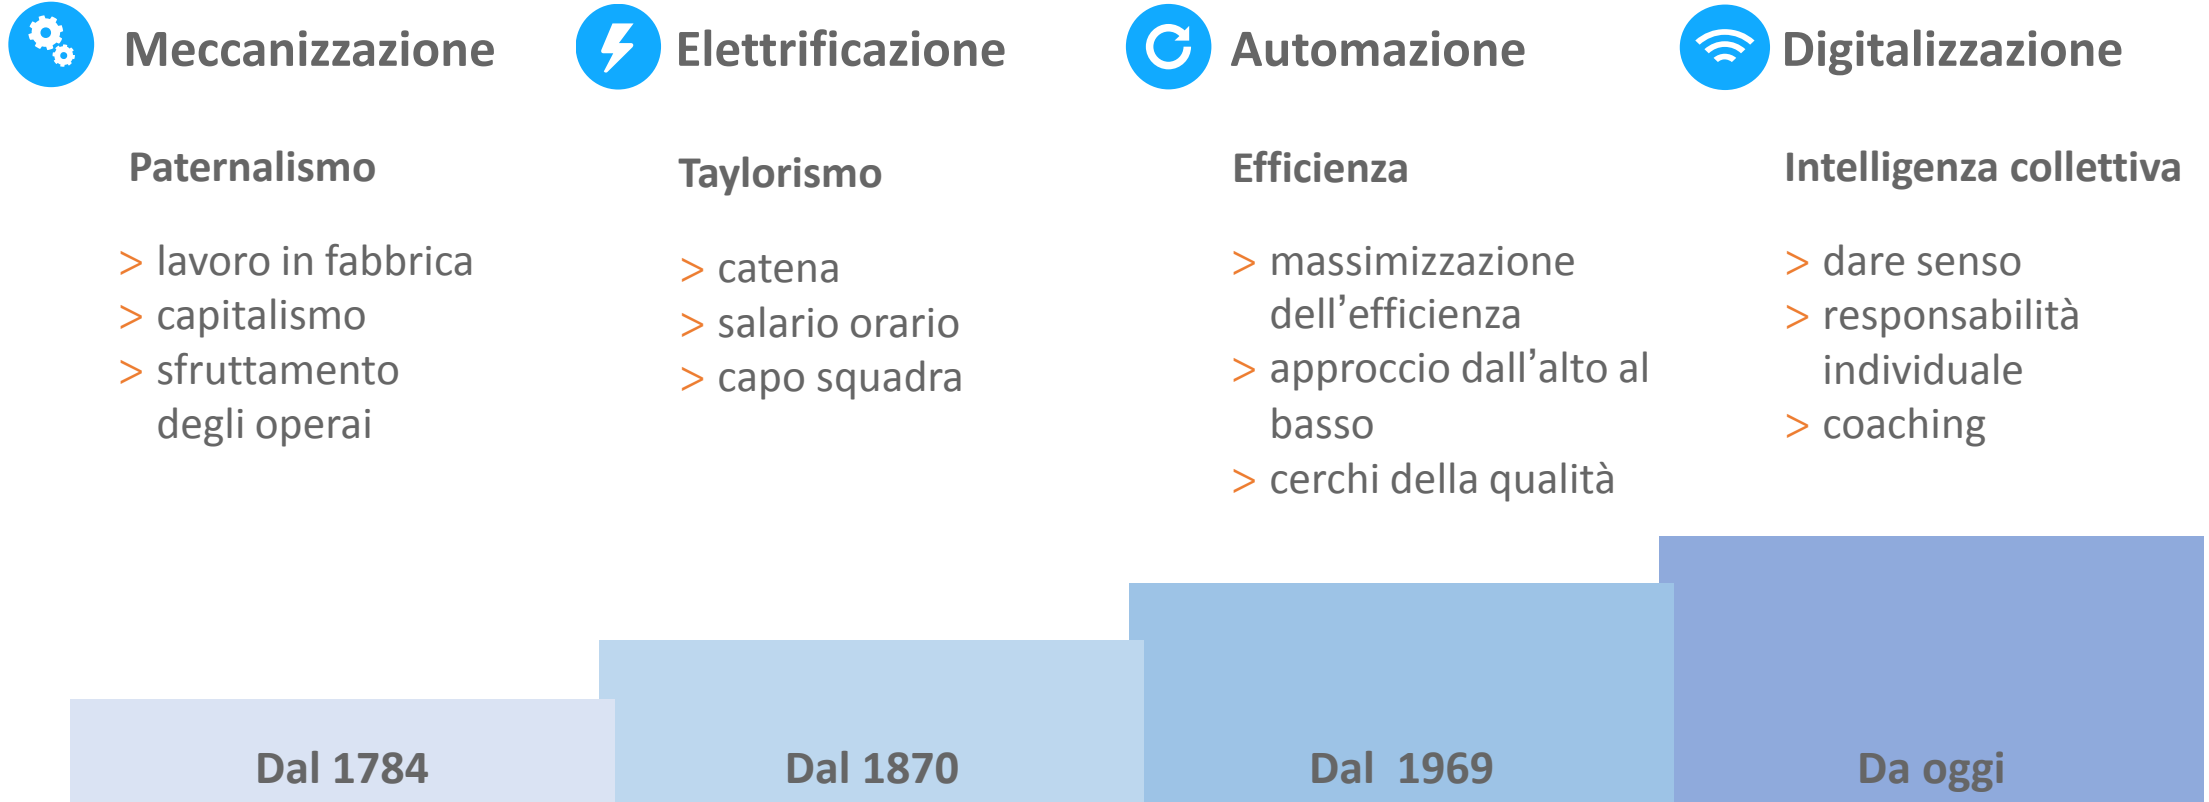 Meccanizzazione
Paternalismo
> lavoro in fabbrica
> capitalismo
> sfruttamento
degli operai
Dal 1784
Elettrificazione
Taylorismo
> catena
> salario orario
> capo squadra
Dal 1870
Automazione
Efficienza
> massimizzazione
dell’efficienza
> approccio dall’alto al
basso
> cerchi della qualità
Dal 1969
Digitalizzazione
Intelligenza collettiva
> dare senso
> responsabilità
individuale
> coaching
Da oggi